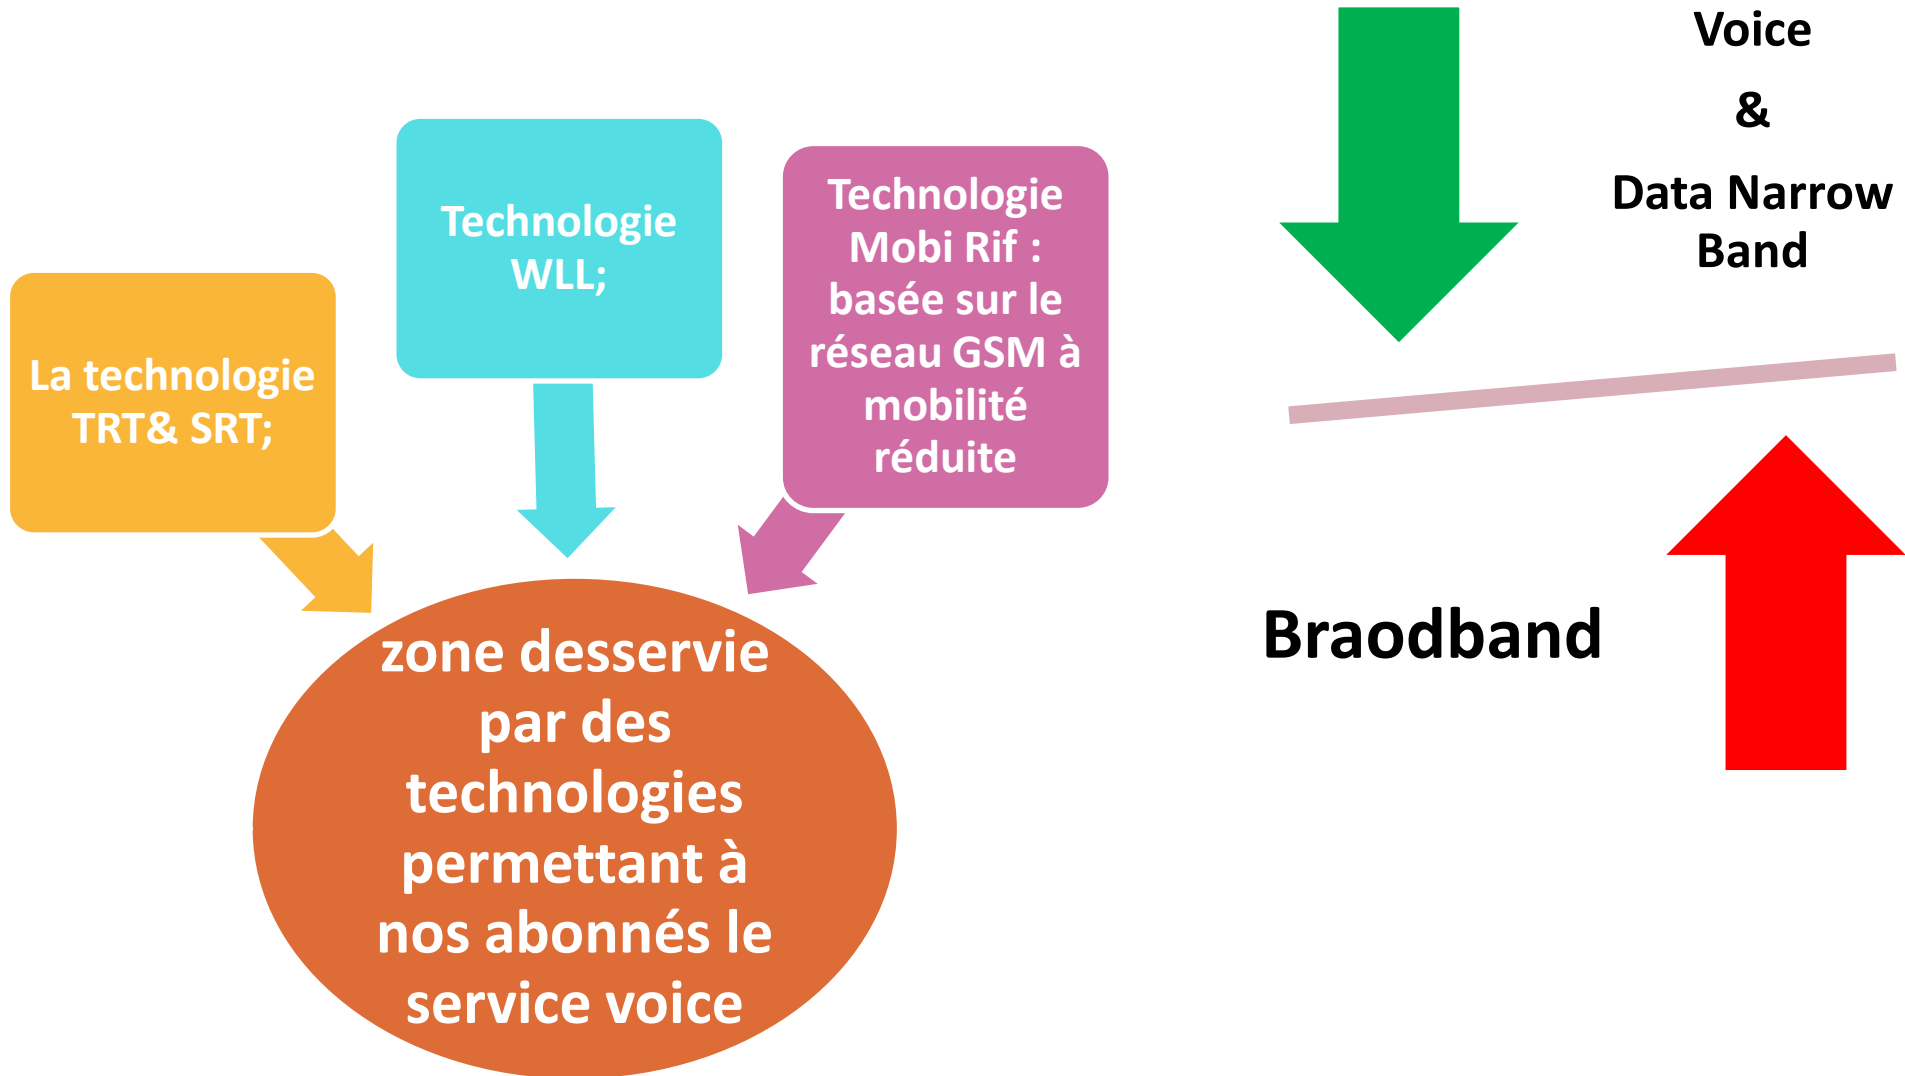 La technologie
TRT& SRT;
Technologie
WLL;
Technologie
Mobi Rif :
basée sur le
réseau GSM à
mobilité
réduite
zone desservie
par des
technologies
permettant à
nos abonnés le
service voice
Voice
&
Data Narrow
Band
Braodband